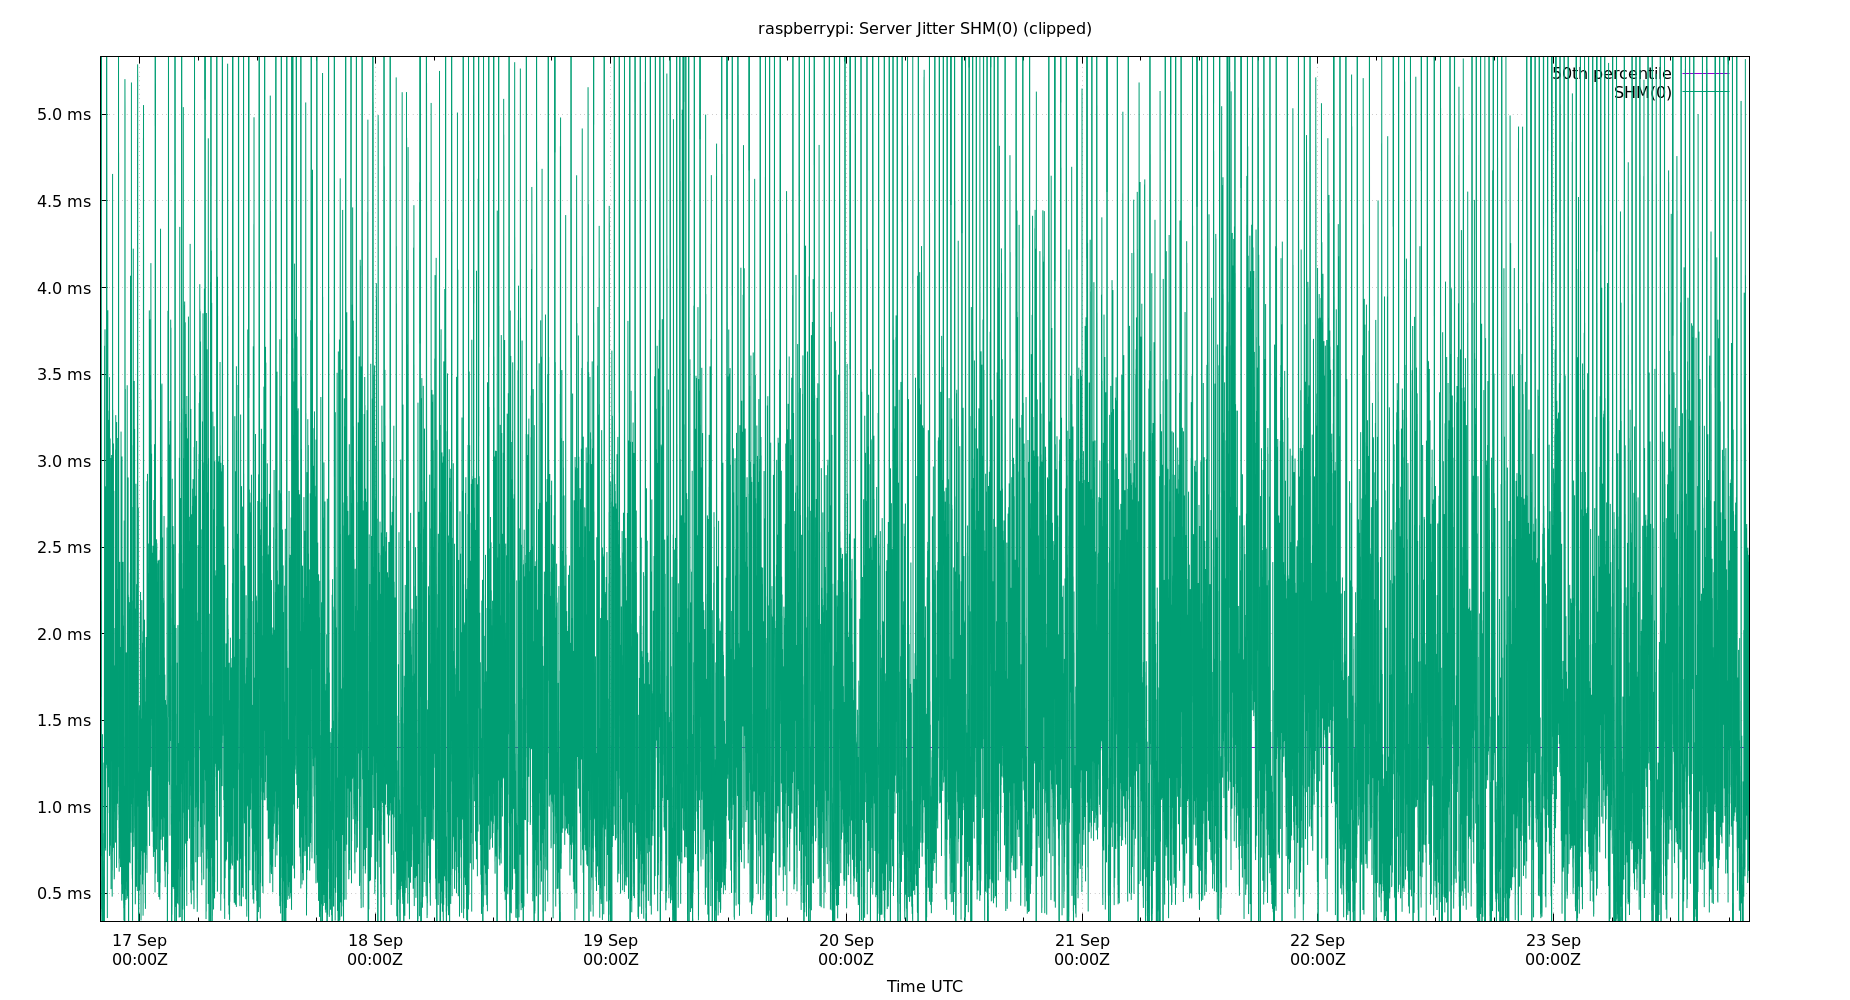 raspberrypi: Server Jitter SHM(0) (clipped)
50th percentile
SHM(0)
5.0 ms
4.5 ms
4.0 ms
3.5 ms
3.0 ms
2.5 ms
2.0 ms
1.5 ms
1.0 ms
0.5 ms
17 Sep 18 Sep 19 Sep 20 Sep 21 Sep 22 Sep 23 Sep
00:00Z 00:00Z 00:00Z 00:00Z 00:00Z 00:00Z 00:00Z
Time UTC